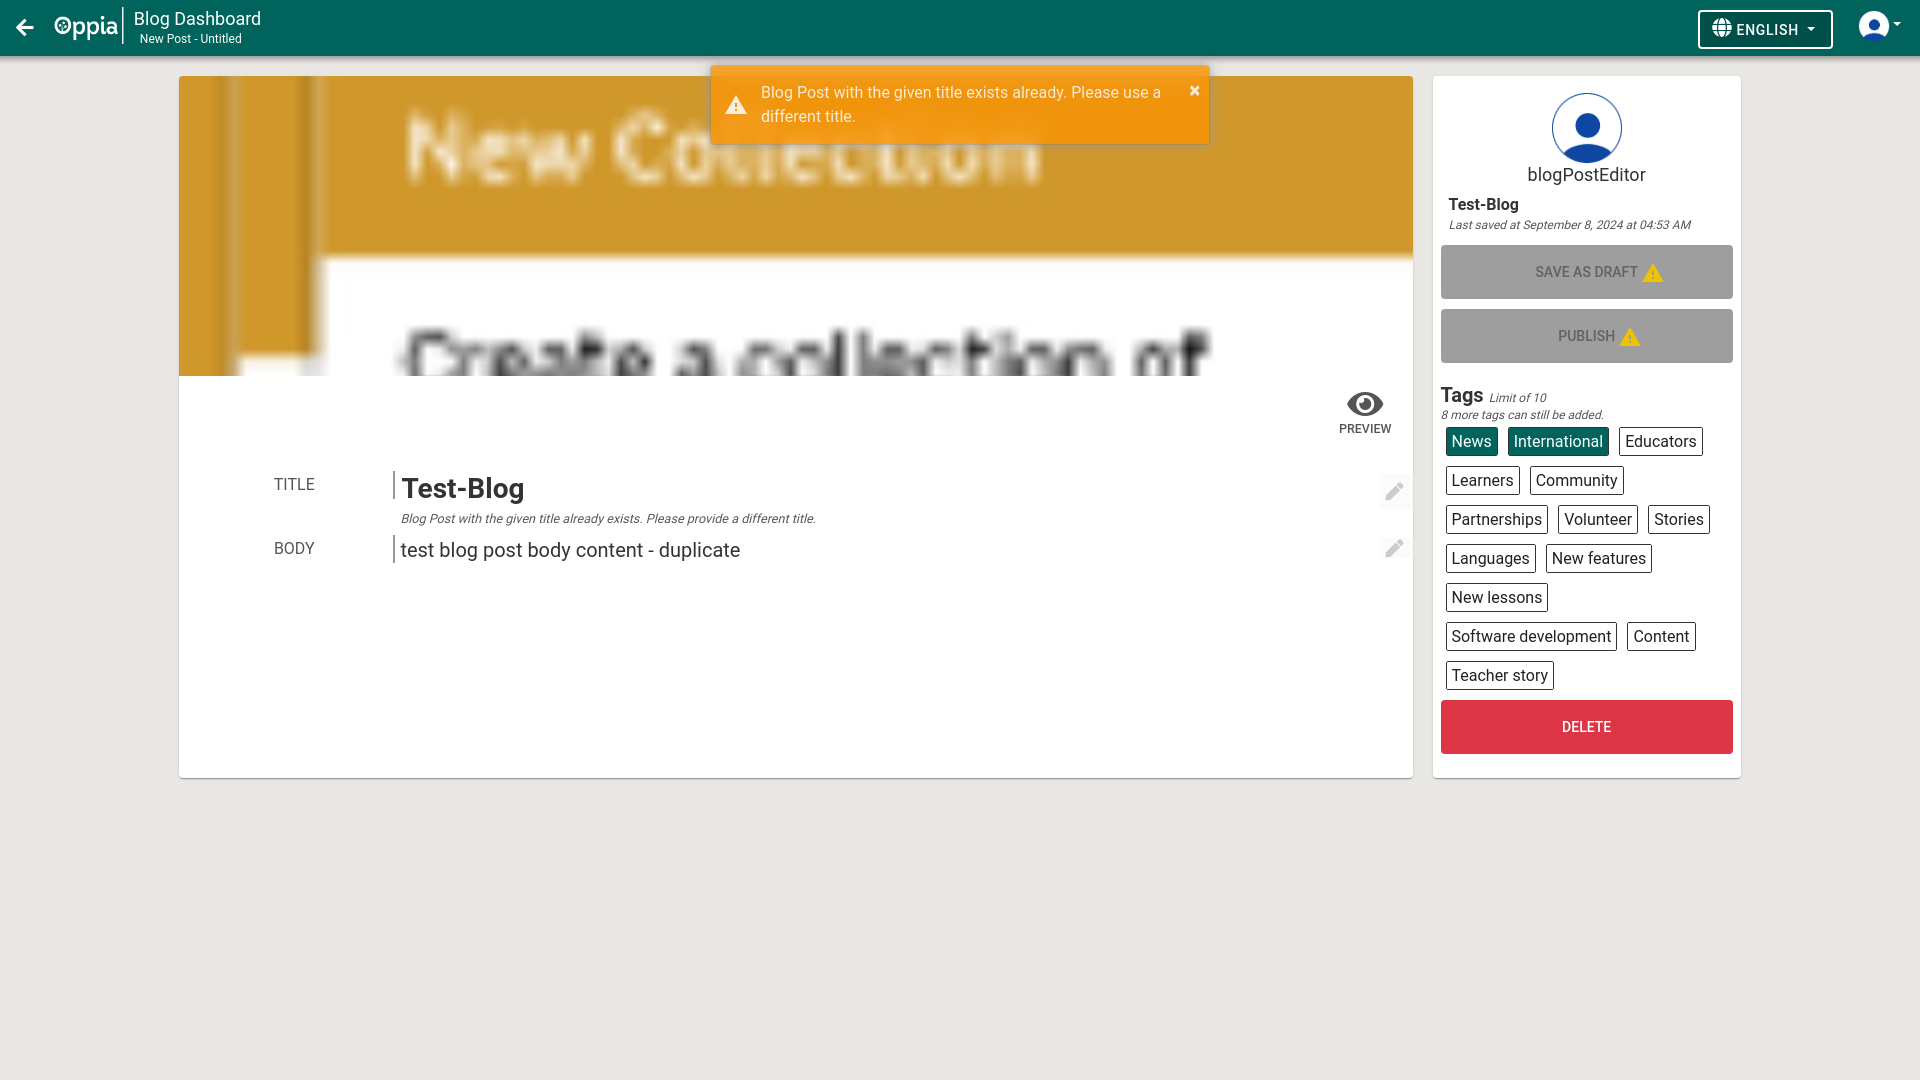 Oppia
Blog Dashboard
New Post - Untitled
ENGLISH
Blog Post with the given title exists already. Please use a
different title.
×
New Collection
Create a collection of
PREVIEW
TITLE
Test-Blog
Blog Post with the given title already exists. Please provide a different title.
BODY
test blog post body content - duplicate
blogPostEditor
Test-Blog
Last saved at September 8, 2024 at 04:53 AM
SAVE AS DRAFT
PUBLISH
Tags Limit of 10
8 more tags can still be added.
News International Educators
Learners Community
Partnerships Volunteer Stories
Languages New features
New lessons
Software development Content
Teacher story
DELETE